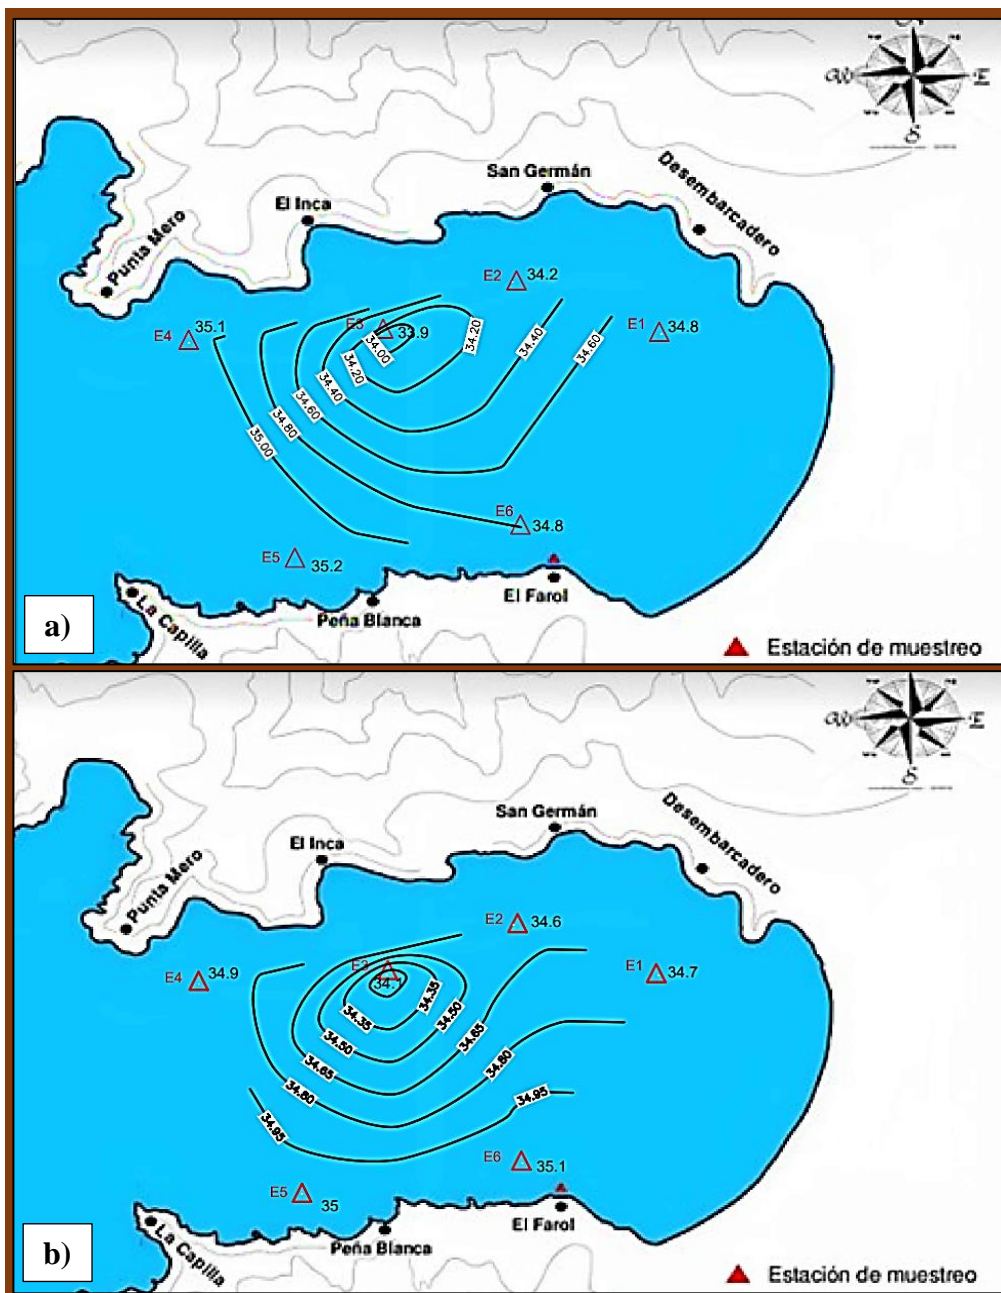 E
S
Desembarcadero
San Germán
El Inca
Punta Mero
E2 34.2
E4 35.1
E3 33.9
E1 34.8
34.00
34.20
34.20
34.40
34.40
34.60
34.60
34.80
35.00
E6 34.8
E5 35.2
El Farol
La Capilla
Peña Blanca
a)
Estación de muestreo
E
S
Desembarcadero
San Germán
El Inca
Punta Mero
E2 34.6
E4 34.9
E3
E1 34.7
34.35
34.35
34.50
34.50
34.65
34.65
34.80
34.80
34.95
34.95
E6 35.1
E5 35
El Farol
La Capilla
Peña Blanca
b)
Estación de muestreo